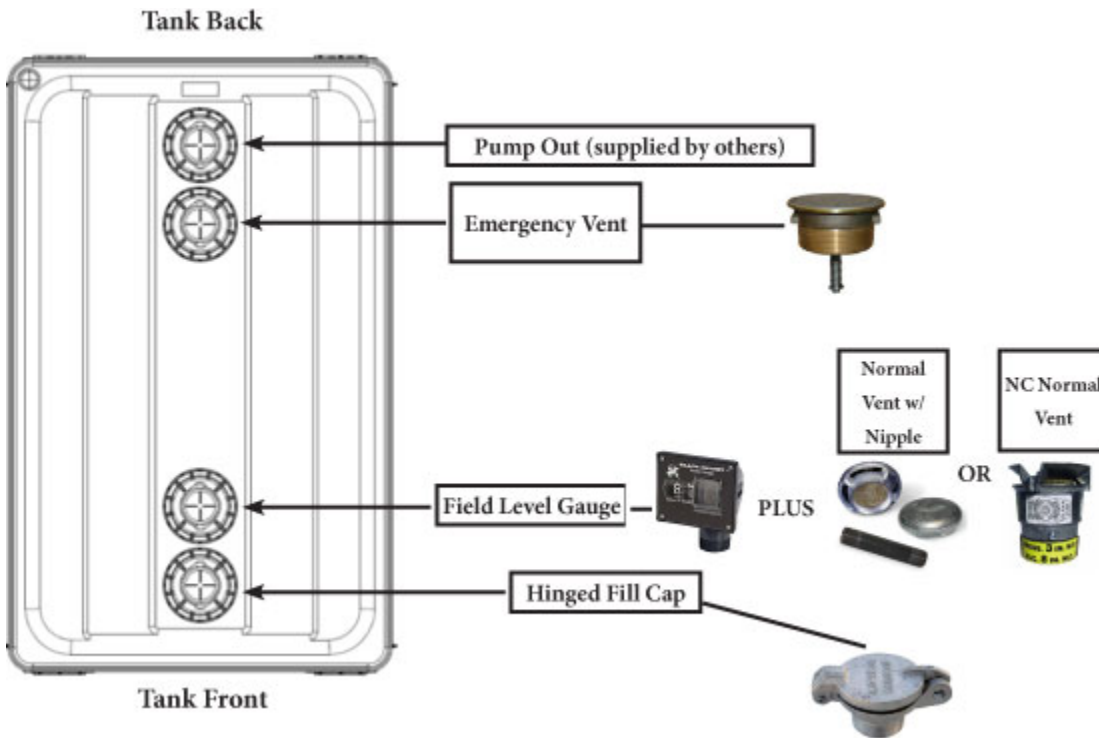 Tank Back
Pump Out (supplied by others)
Emergency Vent
Normal
Vent w/
Nipple
NC Normal
Vent
OR
Field Level Gauge
PLUS
Hinged Fill Cap
Tank Front